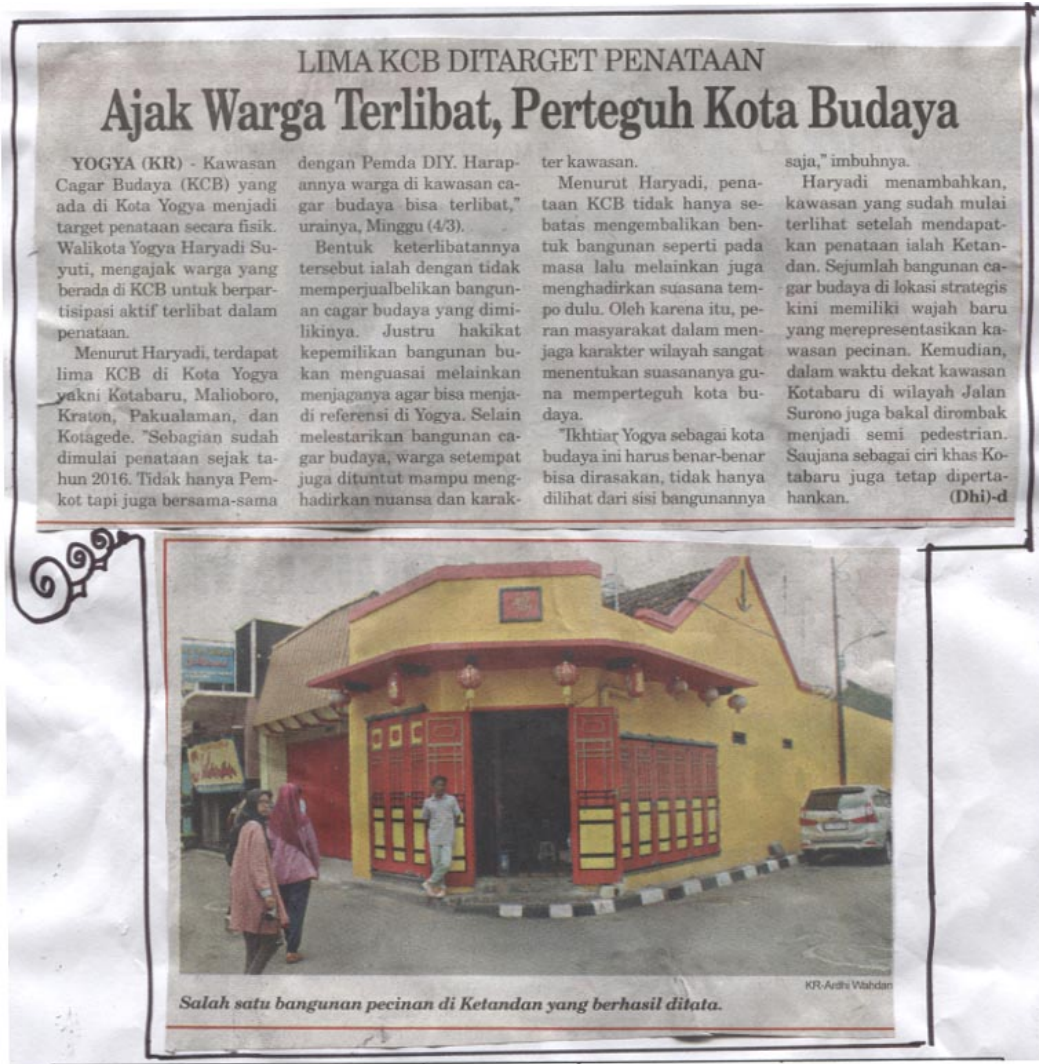 LIMA KCB DITARGET PENATAAN
Ajak Warga Terlibat, Perteguh Kota Budaya
YOGYA (KR) - Kawasan
Cagar Budaya (KCB) yang
ada di Kota Yogya menjadi
target penataan secara fisik.
Walikota Yogya Haryadi Su-
yuti, mengajak warga yang
berada di KCB untuk berpar-
tisipasi aktif terlibat dalam
penataan.
Menurut Haryadi, terdapat
lima KCB di Kota Yogya
yakni Kotabaru, Malioboro,
Kraton, Pakualaman, dan
Kotagede. "Sebagian sudah
dimulai penataan sejak ta-
hun 2016. Tidak hanya Pem-
kot tapi juga bersama-sama
dengan Pemda DIY. Harap-
annya warga di kawasan ca-
gar budaya bisa terlibat,"
urainya, Minggu (4/3).
Bentuk keterlibatannya
tersebut ialah dengan tidak
memperjualbelikan bangun-
an cagar budaya yang dimi-
likinya. Justru hakikat
kepemilikan bangunan bu-
kan menguasai melainkan
menjaganya agar bisa menja-
di referensi di Yogya. Selain
melestarikan bangunan ca-
gar budaya, warga setempat
juga dituntut mampu meng-
hadirkan nuansa dan karak-
ter kawasan.
Menurut Haryadi, pena-
taan KCB tidak hanya se-
batas mengembalikan ben-
tuk bangunan seperti pada
masa lalu melainkan juga
menghadirkan suasana tem-
po dulu. Oleh karena itu, pe-
ran masyarakat dalam men-
jaga karakter wilayah sangat
menentukan suasananya gu-
na memperteguh kota bu-
daya.
"Ikhtiar Yogya sebagai kota
budaya ini harus benar-benar
bisa dirasakan, tidak hanya
dilihat dari sisi bangunannya
saja," imbuhnya.
Haryadi menambahkan,
kawasan yang sudah mulai
terlihat setelah mendapat-
kan penataan ialah Ketan-
dan. Sejumlah bangunan ca-
gar budaya di lokasi strategis
kini memiliki wajah baru
yang merepresentasikan ka-
wasan pecinan. Kemudian,
dalam waktu dekat kawasan
Kotabaru di wilayah Jalan
Surono juga bakal dirombak
menjadi semi pedestrian.
Saujana sebagai ciri khas Ko-
tabaru juga tetap diperta-
hankan. (Dhi)-d
KR-Ardhi Wahdan
Salah satu bangunan pecinan di Ketandan yang berhasil ditata.